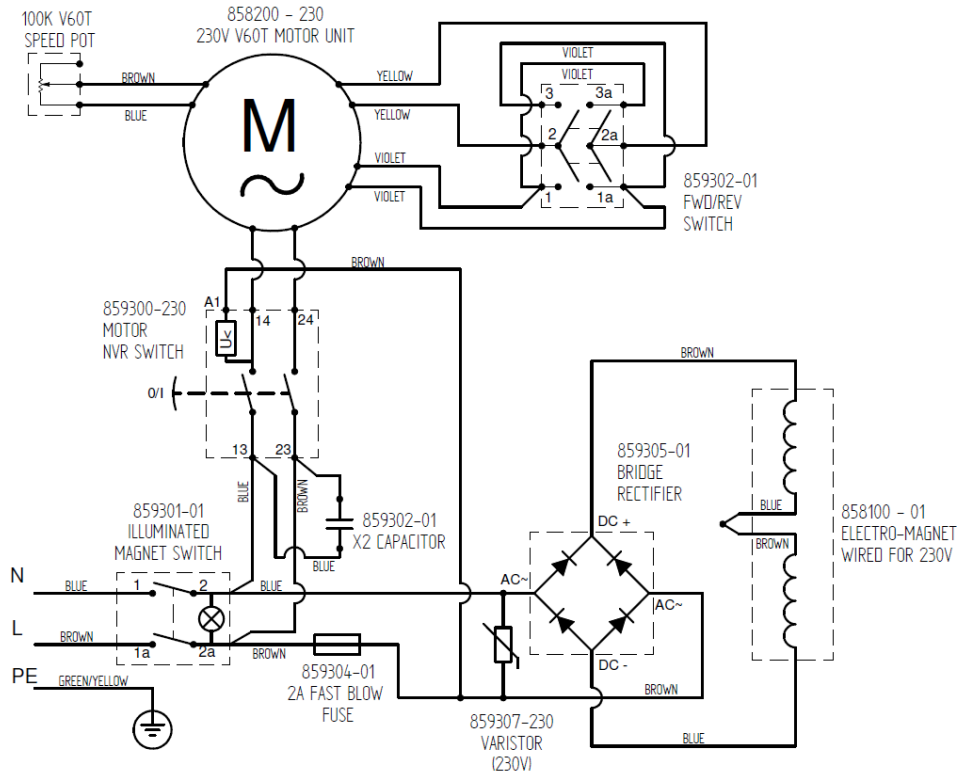 100K V60T
SPEED POT
858200 - 230
230V V60T MOTOR UNIT
BROWN
BLUE
M
YELLOW
YELLOW
VIOLET
VIOLET
VIOLET
VIOLET
3
3a
2
2a
1
1a
859302-01
FWD/REV
SWITCH
BROWN
859300-230
MOTOR
NVR SWITCH
A1
14
24
U<
0/I
13
23
BLUE
BROWN
859302-01
X2 CAPACITOR
BLUE
859301-01
ILLUMINATED
MAGNET SWITCH
N
BLUE
1
2
BLUE
L
BROWN
1a
2a
BROWN
PE
GREEN/YELLOW
859304-01
2A FAST BLOW
FUSE
859307-230
VARISTOR
(230V)
859305-01
BRIDGE
RECTIFIER
DC +
AC~
AC~
DC -
BROWN
BLUE
BROWN
BLUE
BROWN
858100 - 01
ELECTRO-MAGNET
WIRED FOR 230V